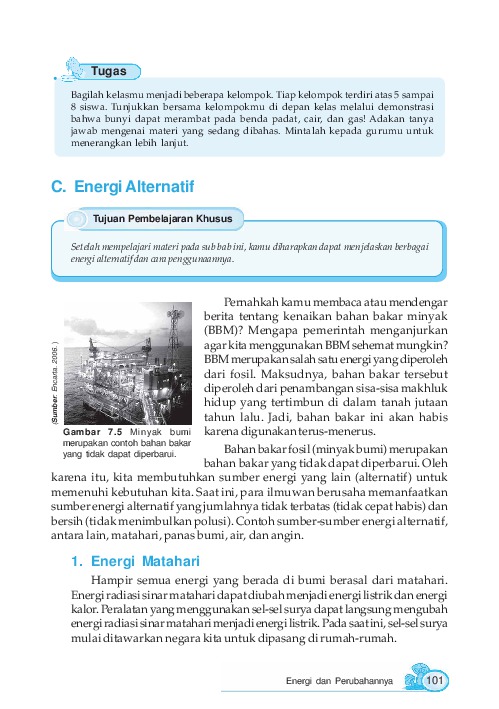 Tugas
Bagilah kelasmu menjadi beberapa kelompok. Tiap kelompok terdiri atas 5 sampai
8 siswa. Tunjukkan bersama kelompokmu di depan kelas melalui demonstrasi
bahwa bunyi dapat merambat pada benda padat, cair, dan gas! Adakan tanya
jawab mengenai materi yang sedang dibahas. Mintalah kepada gurumu untuk
menerangkan lebih lanjut.
C. Energi Alternatif
Tujuan Pembelajaran Khusus
Setelah mempelajari materi pada sub bab ini, kamu diharapkan dapat menjelaskan berbagai
energi alternatif dan cara penggunaannya.
(Sumber: Encarta, 2006. )
Gambar 7.5 Minyak bumi
merupakan contoh bahan bakar
yang tidak dapat diperbarui.
Pernahkah kamu membaca atau mendengar
berita tentang kenaikan bahan bakar minyak
(BBM)? Mengapa pemerintah menganjurkan
agar kita menggunakan BBM sehemat mungkin?
BBM merupakan salah satu energi yang diperoleh
dari fosil. Maksudnya, bahan bakar tersebut
diperoleh dari penambangan sisa-sisa makhluk
hidup yang tertimbun di dalam tanah jutaan
tahun lalu. Jadi, bahan bakar ini akan habis
karena digunakan terus-menerus.
Bahan bakar fosil (minyak bumi) merupakan
bahan bakar yang tidak dapat diperbarui. Oleh
karena itu, kita membutuhkan sumber energi yang lain (alternatif) untuk
memenuhi kebutuhan kita. Saat ini, para ilmuwan berusaha memanfaatkan
sumber energi alternatif yang jumlahnya tidak terbatas (tidak cepat habis) dan
bersih (tidak menimbulkan polusi). Contoh sumber-sumber energi alternatif,
antara lain, matahari, panas bumi, air, dan angin.
1. Energi Matahari
Hampir semua energi yang berada di bumi berasal dari matahari.
Energi radiasi sinar matahari dapat diubah menjadi energi listrik dan energi
kalor. Peralatan yang menggunakan sel-sel surya dapat langsung mengubah
energi radiasi sinar matahari menjadi energi listrik. Pada saat ini, sel-sel surya
mulai ditawarkan negara kita untuk dipasang di rumah-rumah.
Energi dan Perubahannya 101